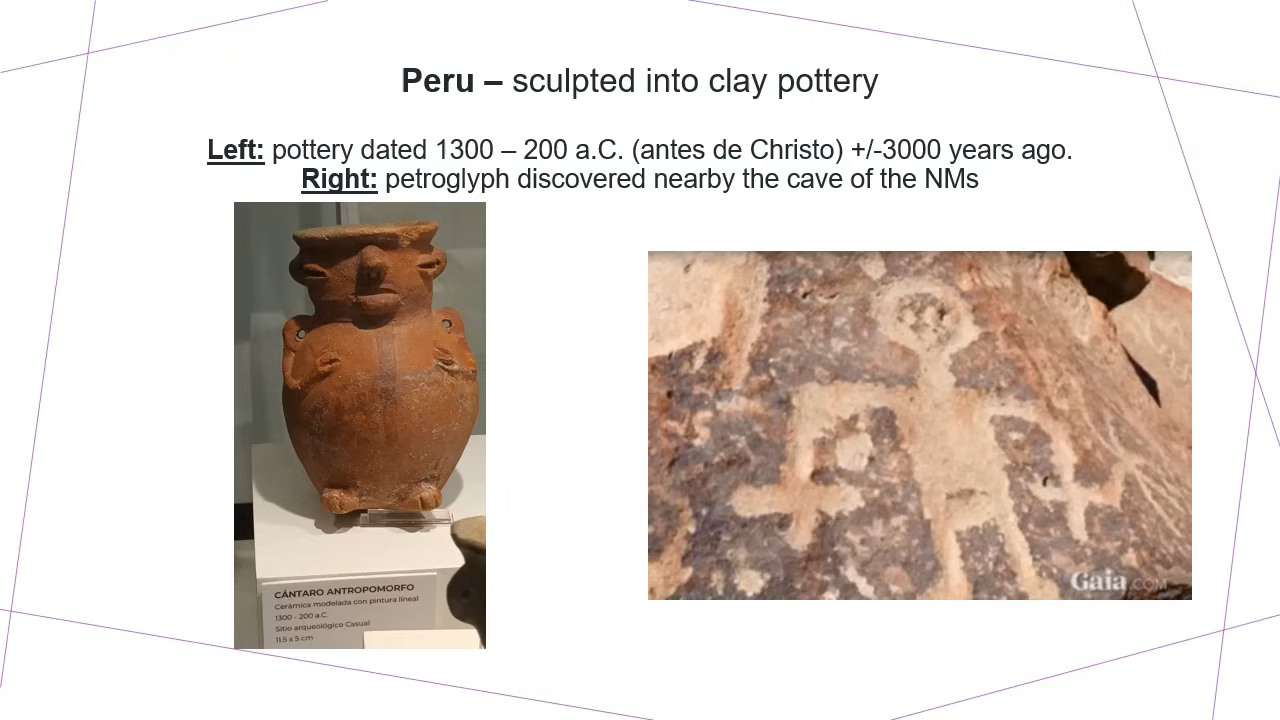 Peru – sculpted into clay pottery
Left: pottery dated 1300 – 200 a.C. (antes de Christo) +/-3000 years ago.
Right: petroglyph discovered nearby the cave of the NMs
CÁNTARO ANTROPOMORFO
Cerámica modelada con pintura lineal
1300 - 200 a.C.
Sitio arqueológico Casual
11.5 x 5 cm
Gaia.COM